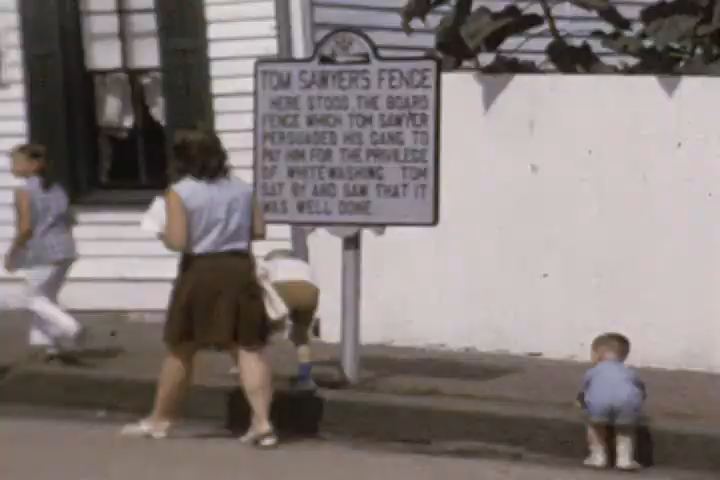 TOM SAWYER'S FENCE
HERE STOOD THE BOARD
FENCE WHICH TOM SAWYER
PERSUADED HIS GANG TO
PAY HIM FOR THE PRIVILEGE
OF WHITEWASHING. TOM
SAT BY AND SAW THAT IT
WAS WELL DONE.